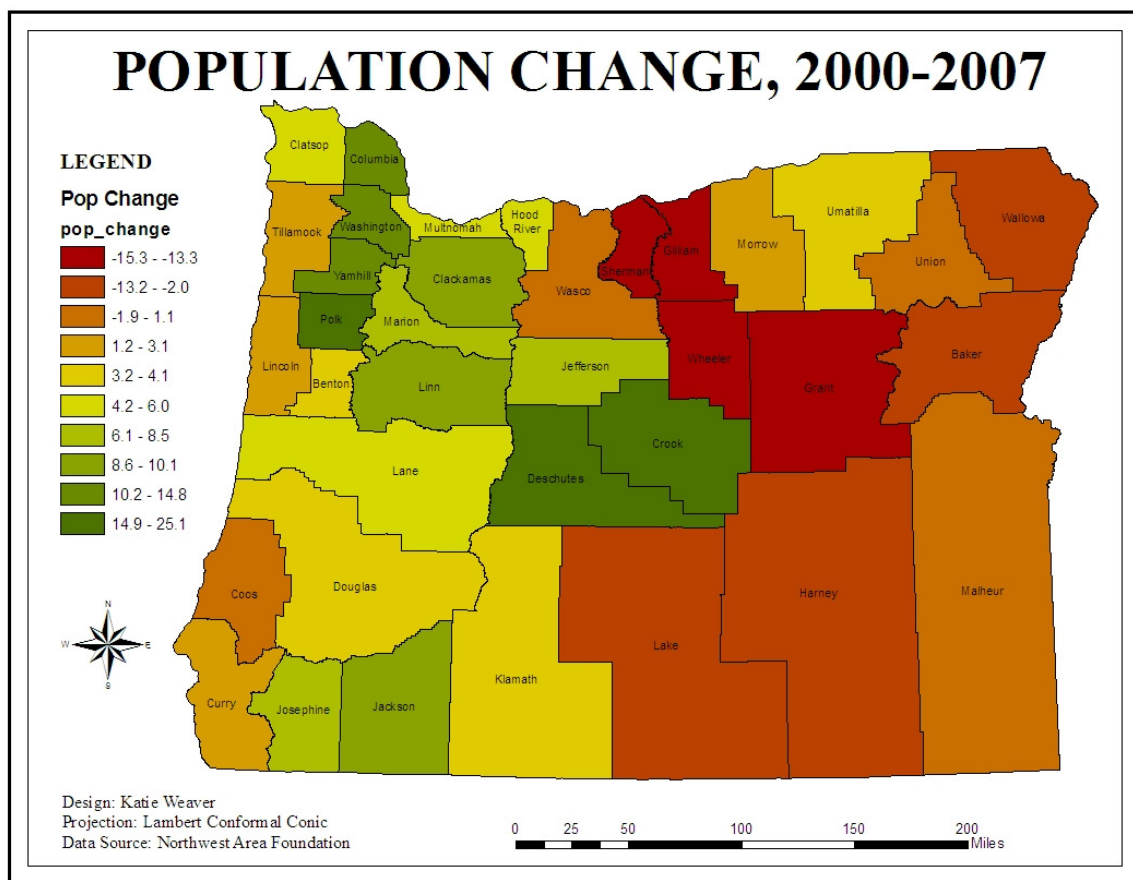 POPULATION CHANGE, 2000-2007
LEGEND
Pop Change
pop_change
-15.3 - -13.3
-13.2 - -2.0
-1.9 - 1.1
1.2 - 3.1
3.2 - 4.1
4.2 - 6.0
6.1 - 8.5
8.6 - 10.1
10.2 - 14.8
14.9 - 25.1
Clatsop
Columbia
Tillamook
Washington
Multnomah
Hood
River
Yamhill
Clackamas
Wasco
Sherman
Gilliam
Morrow
Umatilla
Union
Wallowa
Polk
Marion
Lincoln
Benton
Linn
Jefferson
Wheeler
Grant
Baker
Lane
Deschutes
Crook
Coos
Douglas
Lake
Harney
Malheur
Curry
Josephine
Jackson
Klamath
N
W
E
S
Design: Katie Weaver
Projection: Lambert Conformal Conic
Data Source: Northwest Area Foundation
0 25 50 100 150 200
Miles